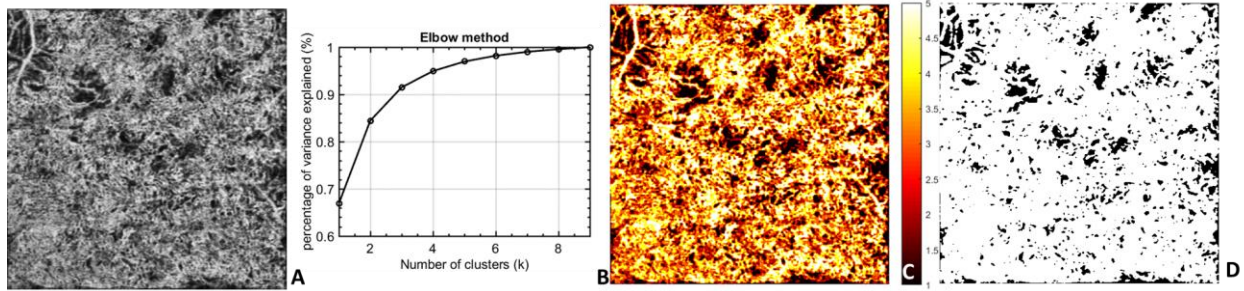 A
Elbow method
percentage of variance explained (%)
1
0.9
0.8
0.7
0.6
2
4
6
8
Number of clusters (k)
B
C
5
4.5
4
3.5
3
2.5
2
1.5
1
D